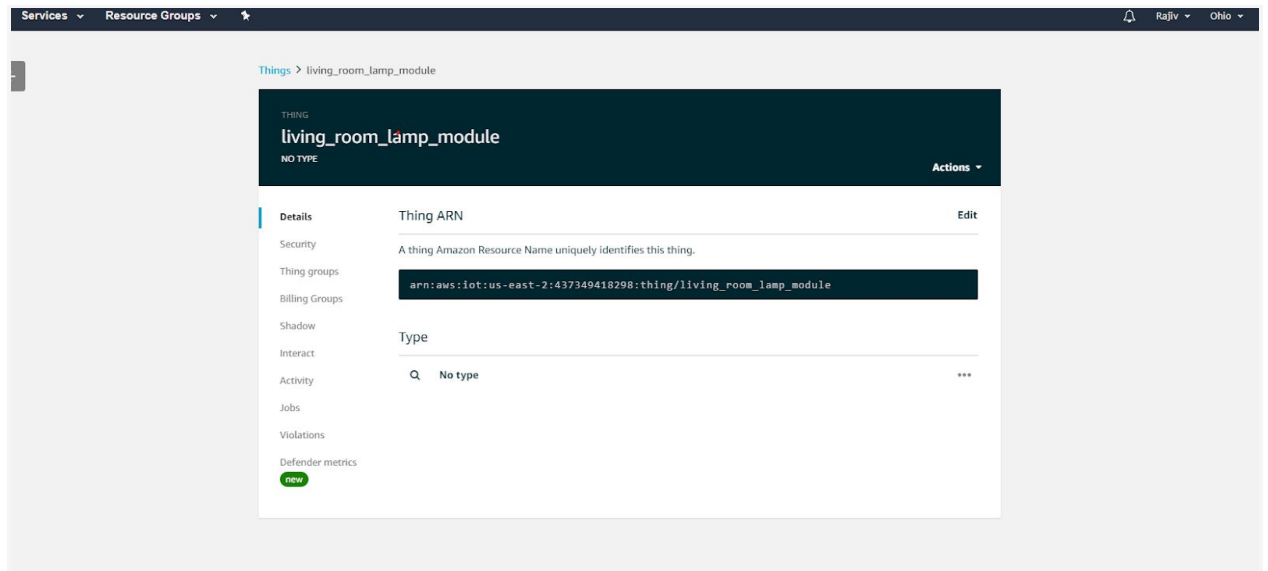 Services Resource Groups Rajiv Ohio
Things > living_room_lamp_module
THING
living_room_lamp_module
NO TYPE
Actions
Details
Security
Thing groups
Billing Groups
Shadow
Interact
Activity
Jobs
Violations
Defender metrics
new
Thing ARN Edit
A thing Amazon Resource Name uniquely identifies this thing.
arn:aws:iot:us-east-2:437349418298:thing/living_room_lamp_module
Type
No type